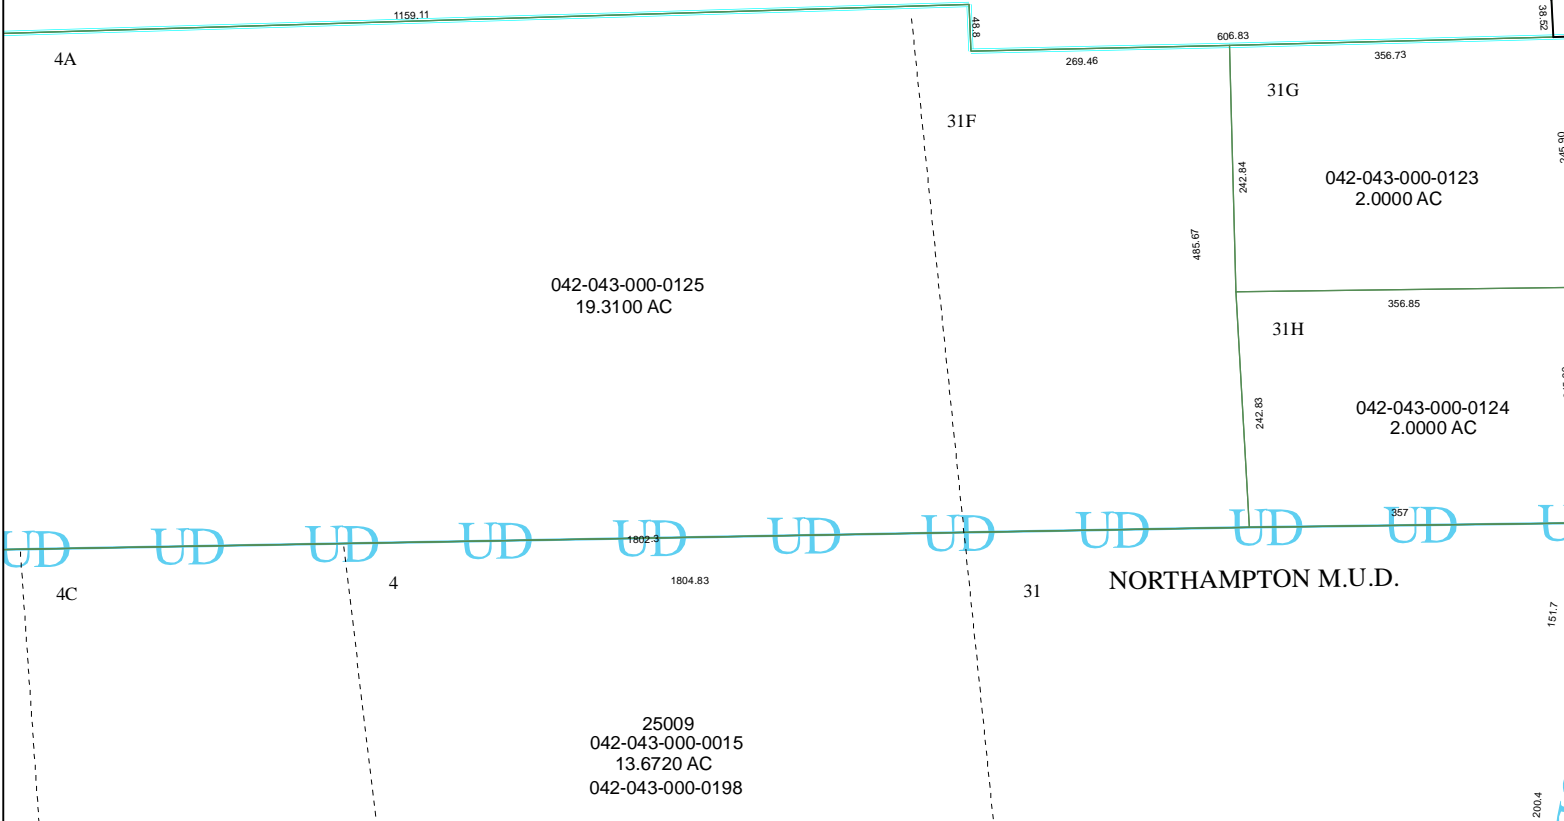 1159.11
48.8
38.52
606.83
269.46
356.73
4A
31G
31F
242.84
042-043-000-0123
2.0000 AC
485.67
042-043-000-0125
19.3100 AC
356.85
31H
242.83
042-043-000-0124
2.0000 AC
357
UD UD UD UD UD UD UD UD UD UD
1802.3
1804.83
4C
4
31
NORTHAMPTON M.U.D.
151.7
25009
042-043-000-0015
13.6720 AC
042-043-000-0198
200.4